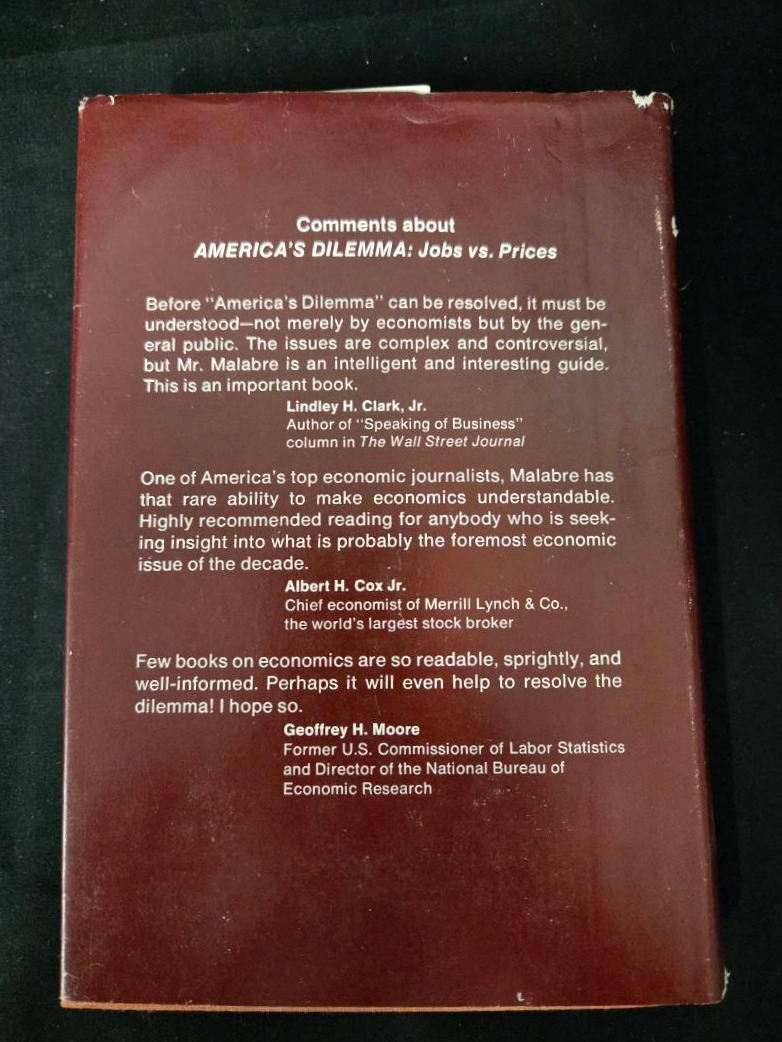 Comments about
AMERICA'S DILEMMA: Jobs vs. Prices
Before "America's Dilemma" can be resolved, it must be
understood—not merely by economists but by the gen-
eral public. The issues are complex and controversial,
but Mr. Malabre is an intelligent and interesting guide.
This is an important book.
Lindley H. Clark, Jr.
Author of "Speaking of Business"
column in The Wall Street Journal
One of America's top economic journalists, Malabre has
that rare ability to make economics understandable.
Highly recommended reading for anybody who is seek-
ing insight into what is probably the foremost economic
issue of the decade.
Albert H. Cox Jr.
Chief economist of Merrill Lynch & Co.,
the world's largest stock broker
Few books on economics are so readable, sprightly, and
well-informed. Perhaps it will even help to resolve the
dilemma! I hope so.
Geoffrey H. Moore
Former U.S. Commissioner of Labor Statistics
and Director of the National Bureau of
Economic Research